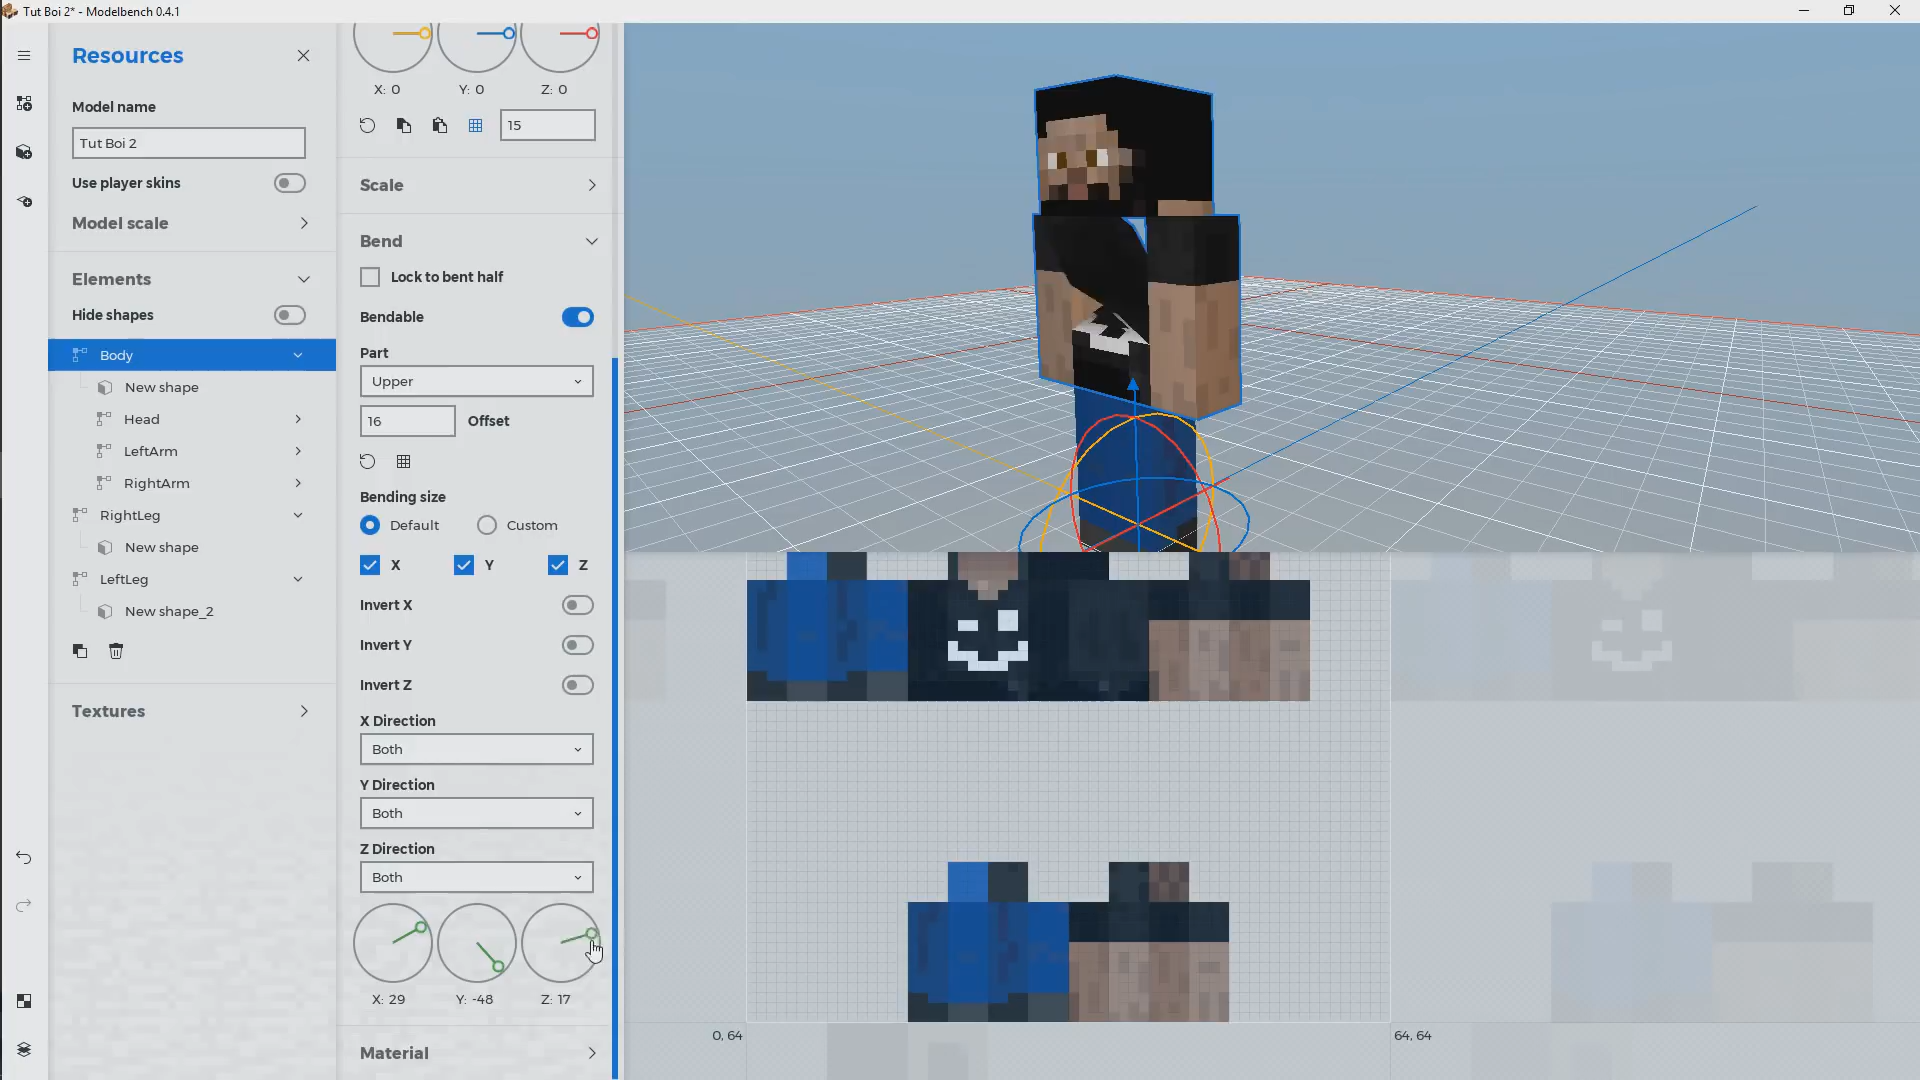 Tut Boi 2* - Modelbench 0.4.1
Resources
Model name
Tut Boi 2
Use player skins
Model scale
Elements
Hide shapes
Body
New shape
Head
LeftArm
RightArm
RightLeg
New shape
LeftLeg
New shape_2
Textures
X: 0 Y: 0 Z: 0
15
Scale
Bend
Lock to bent half
Bendable
Part
Upper
16 Offset
Bending size
Default Custom
X Y Z
Invert X
Invert Y
Invert Z
X Direction
Both
Y Direction
Both
Z Direction
Both
X: 29 Y: -48 Z: 17
Material
0, 64
64, 64